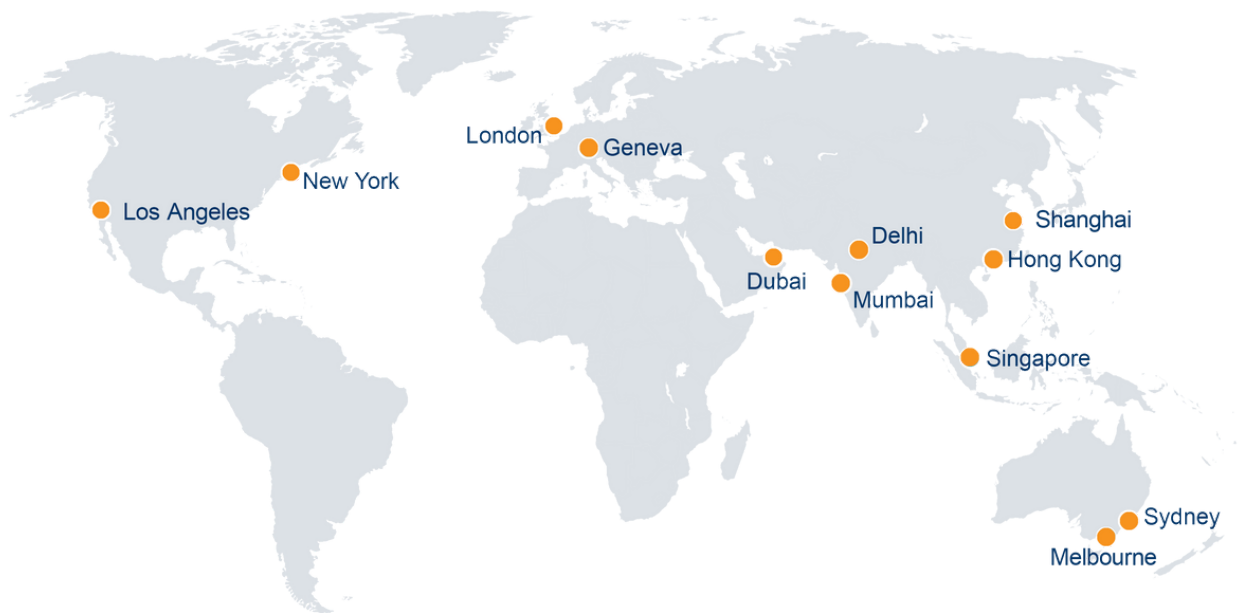 London
Geneva
New York
Los Angeles
Shanghai
Delhi
Hong Kong
Dubai
Mumbai
Singapore
Sydney
Melbourne